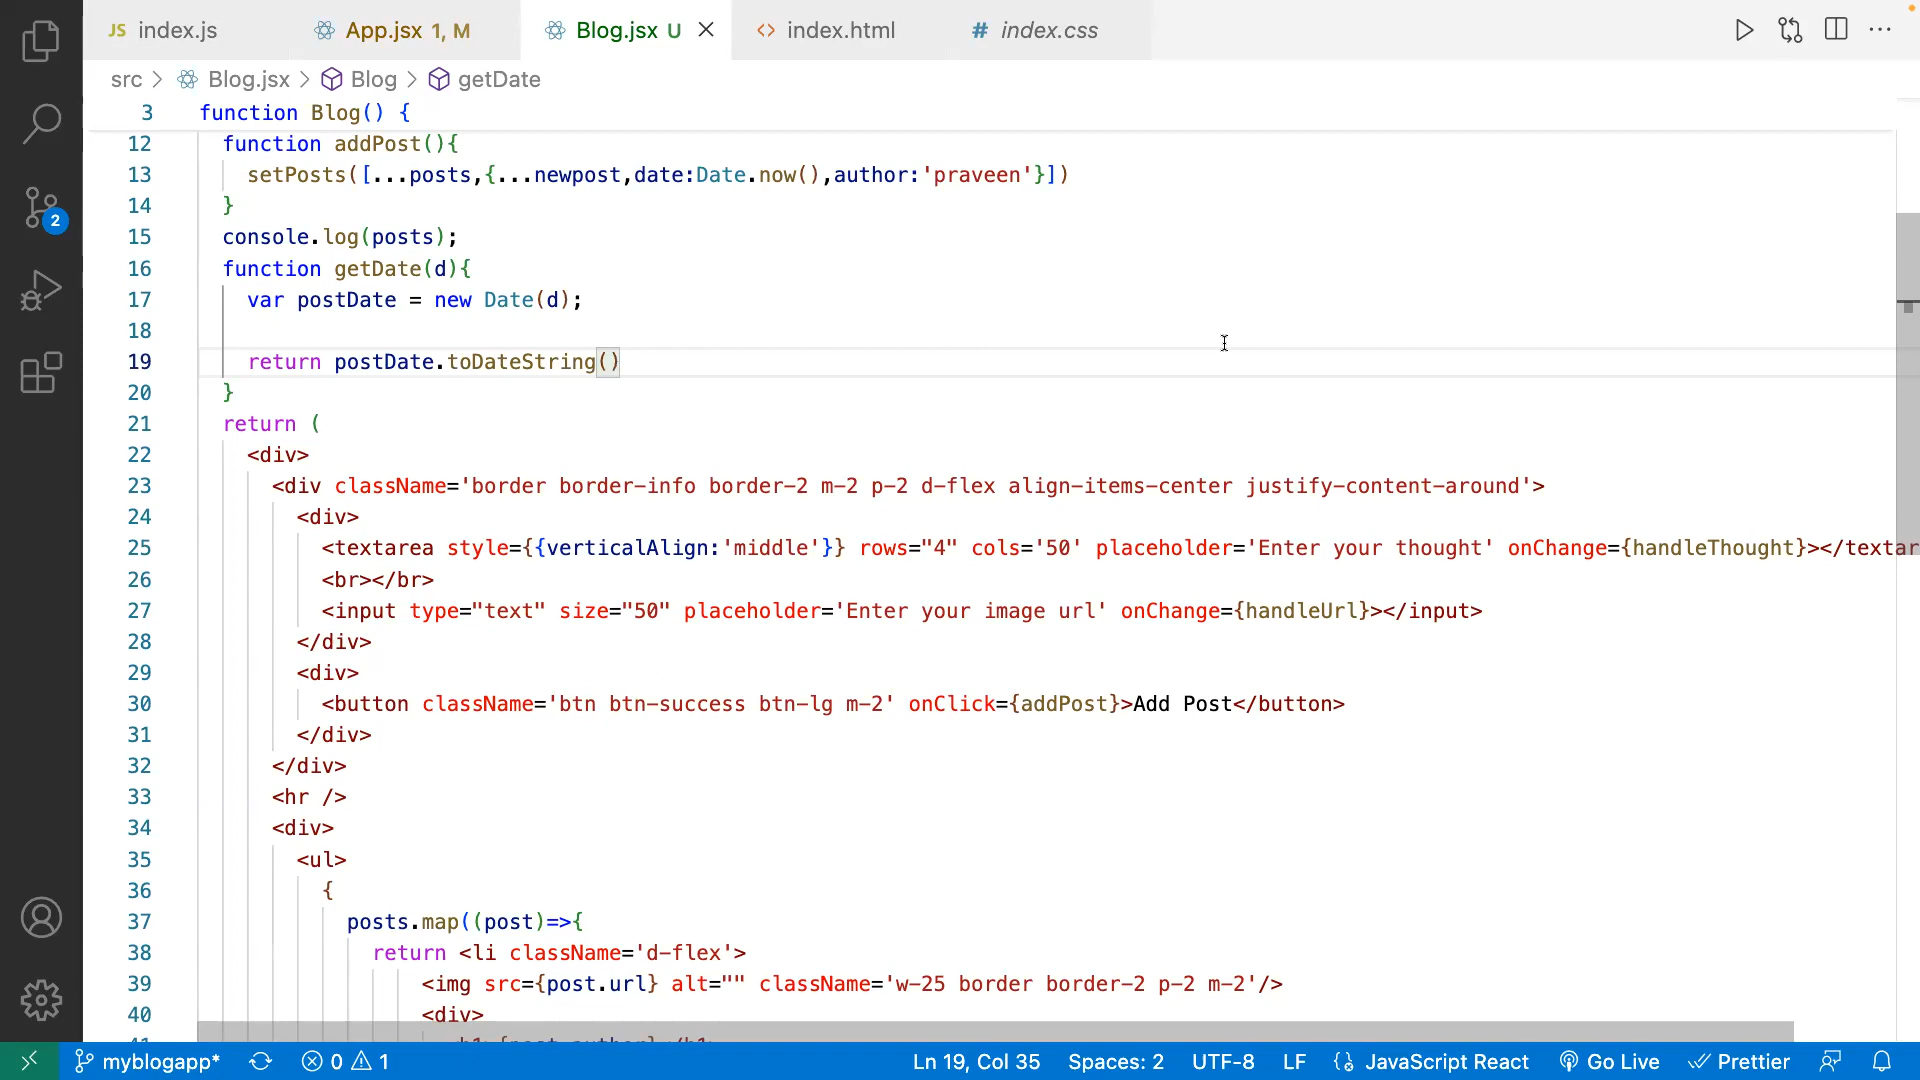 JS index.js App.jsx 1, M Blog.jsx U index.html # index.css
src > Blog.jsx > Blog > getDate
3 function Blog() {
12 function addPost(){
13 setPosts([...posts,{...newpost,date:Date.now(),author:'praveen'}])
14 }
15 console.log(posts);
16 function getDate(d){
17 var postDate = new Date(d);
18
19 return postDate.toDateString()
20 }
21 return (
22 <div>
23 <div className='border border-info border-2 m-2 p-2 d-flex align-items-center justify-content-around'>
24 <div>
25 <textarea style={{verticalAlign:'middle'}} rows="4" cols='50' placeholder='Enter your thought' onChange={handleThought}></textar
26 <br></br>
27 <input type="text" size="50" placeholder='Enter your image url' onChange={handleUrl}></input>
28 </div>
29 <div>
30 <button className='btn btn-success btn-lg m-2' onClick={addPost}>Add Post</button>
31 </div>
32 </div>
33 <hr />
34 <div>
35 <ul>
36 {
37 posts.map((post)=>{
38 return <li className='d-flex'>
39 <img src={post.url} alt="" className='w-25 border border-2 p-2 m-2'/>
40 <div>
2
myblogapp* 0 1 Ln 19, Col 35 Spaces: 2 UTF-8 LF JavaScript React Go Live Prettier